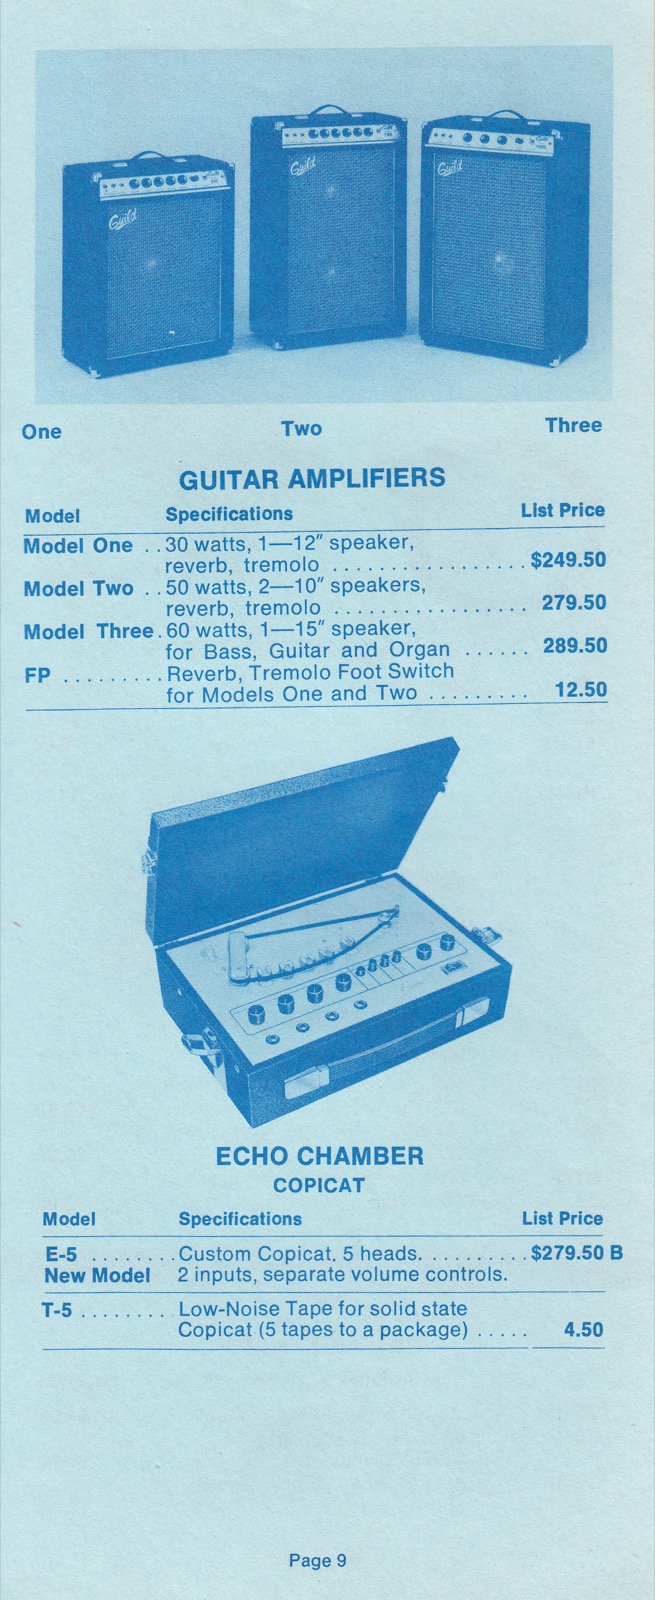 Guild
Guild
Guild
One
Two
Three
GUITAR AMPLIFIERS
Model Specifications List Price
Model One . . 30 watts, 1—12" speaker,
reverb, tremolo . . . . . . . . . . . . . . . . . . $249.50
Model Two . . 50 watts, 2—10" speakers,
reverb, tremolo . . . . . . . . . . . . . . . . . . 279.50
Model Three . 60 watts, 1—15" speaker,
for Bass, Guitar and Organ . . . . . . 289.50
FP . . . . . . . . . Reverb, Tremolo Foot Switch
for Models One and Two . . . . . . . . . 12.50
ECHO CHAMBER
COPICAT
Model Specifications List Price
E-5 . . . . . . . . Custom Copicat, 5 heads. . . . . . . . . . $279.50 B
New Model 2 inputs, separate volume controls.
T-5 . . . . . . . . . Low-Noise Tape for solid state
Copicat (5 tapes to a package) . . . . . 4.50
Page 9